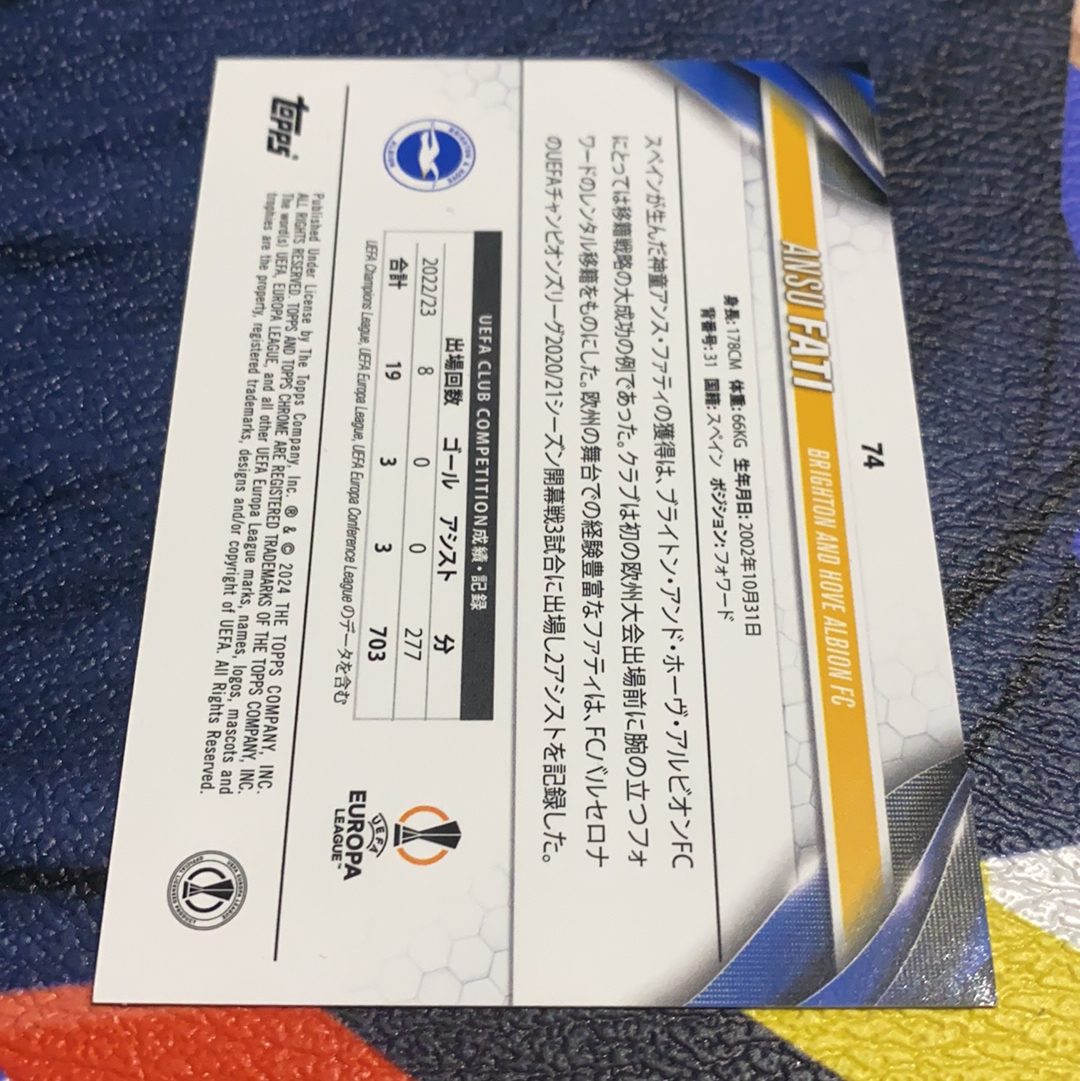 74
ANSU FATI BRIGHTON AND HOVE ALBION FC
身長: 178CM 体重: 66KG 生年月日: 2002年10月31日
背番号: 31 国籍: スペイン ポジション: フォワード
スペインが生んだ神童アンス・ファティの獲得は、ブライトン・アンド・ホーヴ・アルビオンFC
にとっては移籍戦略の大成功の例であった。クラブは初の欧州大会出場前に腕の立つフォ
ワードのレンタル移籍をものにした。欧州の舞台での経験豊富なファティは、FCバルセロナ
のUEFAチャンピオンズリーグ2020/21シーズン開幕戦3試合に出場し2アシストを記録した。
BRIGHTON & HOVE
ALBION
UEFA CLUB COMPETITION成績・記録
出場回数 ゴール アシスト 分
2022/23 8 0 0 277
合計 19 3 3 703
UEFA Champions League, UEFA Europa League, UEFA Europa Conference League のデータを含む
UEFA
EUROPA
LEAGUE™
topps®
Published Under License by The Topps Company, Inc. ® & © 2024 THE TOPPS COMPANY, INC.
ALL RIGHTS RESERVED. TOPPS AND TOPPS CHROME ARE REGISTERED TRADEMARKS OF THE TOPPS COMPANY, INC.
The word(s) UEFA, EUROPA LEAGUE, and all other UEFA Europa League marks, names, logos, mascots and
trophies are the property, registered trademarks, designs and/or copyright of UEFA. All Rights Reserved.